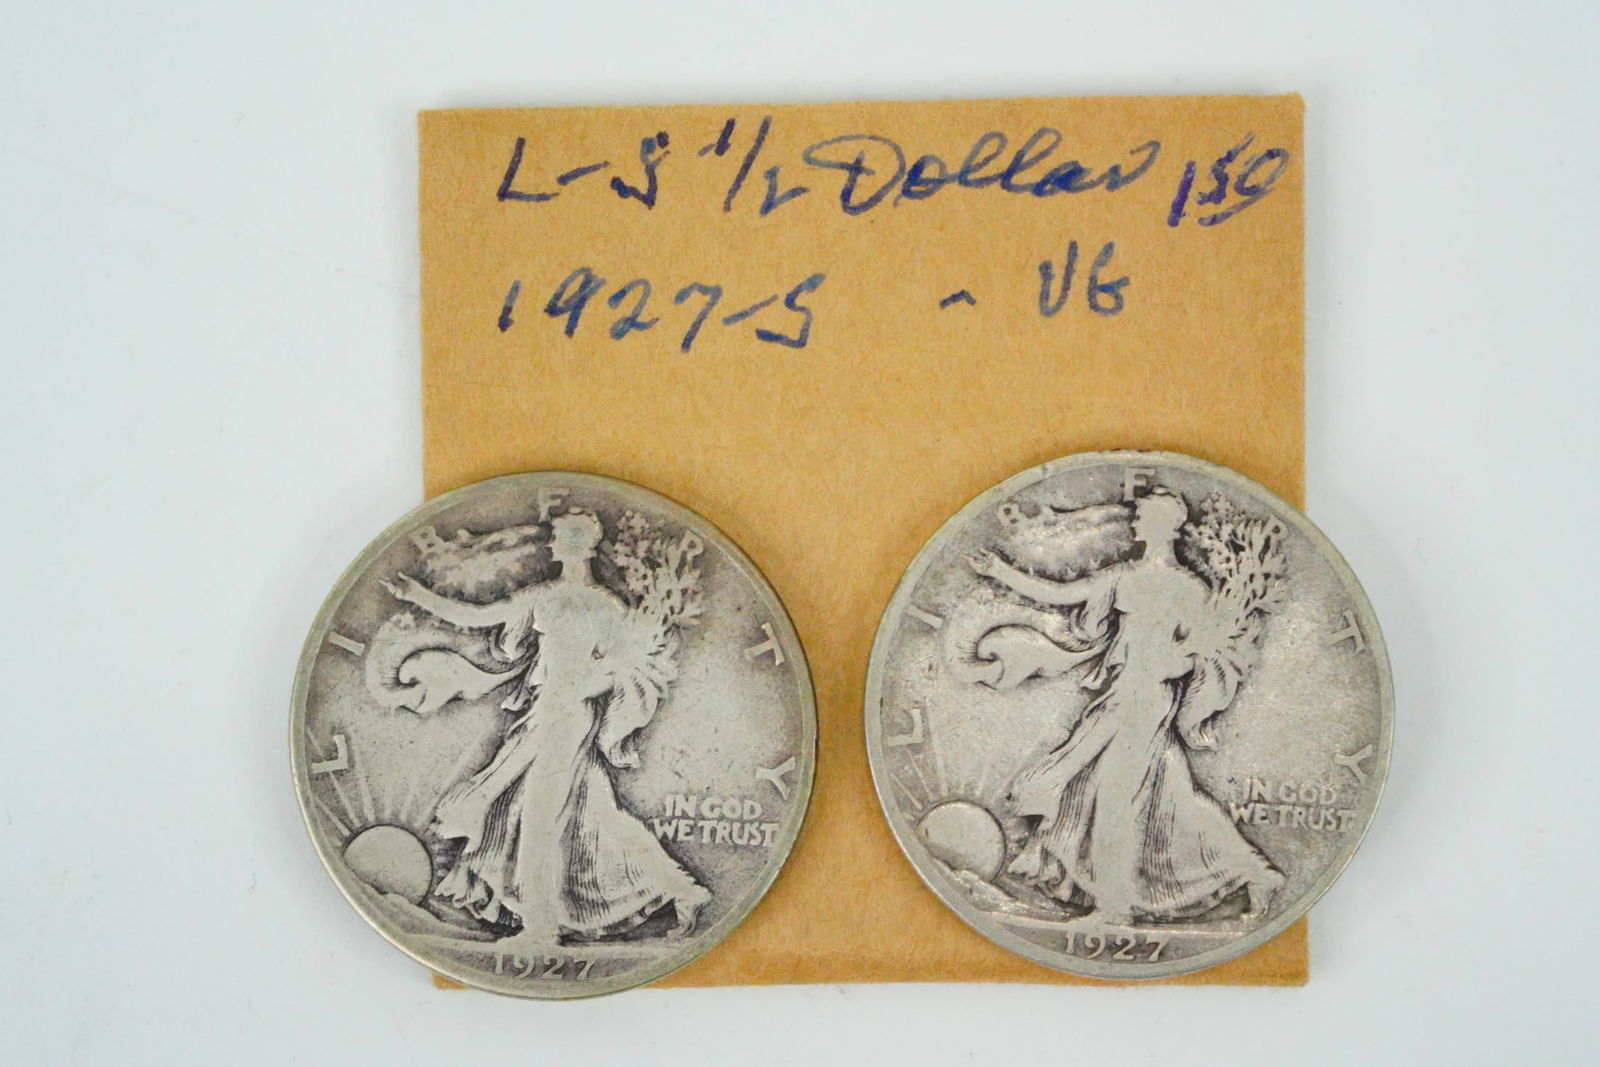 L-S 1/2 Dollar 150
1927-S - VG
LIBERTY
IN GOD
WE TRUST
1927
LIBERTY
IN GOD
WE TRUST
1927